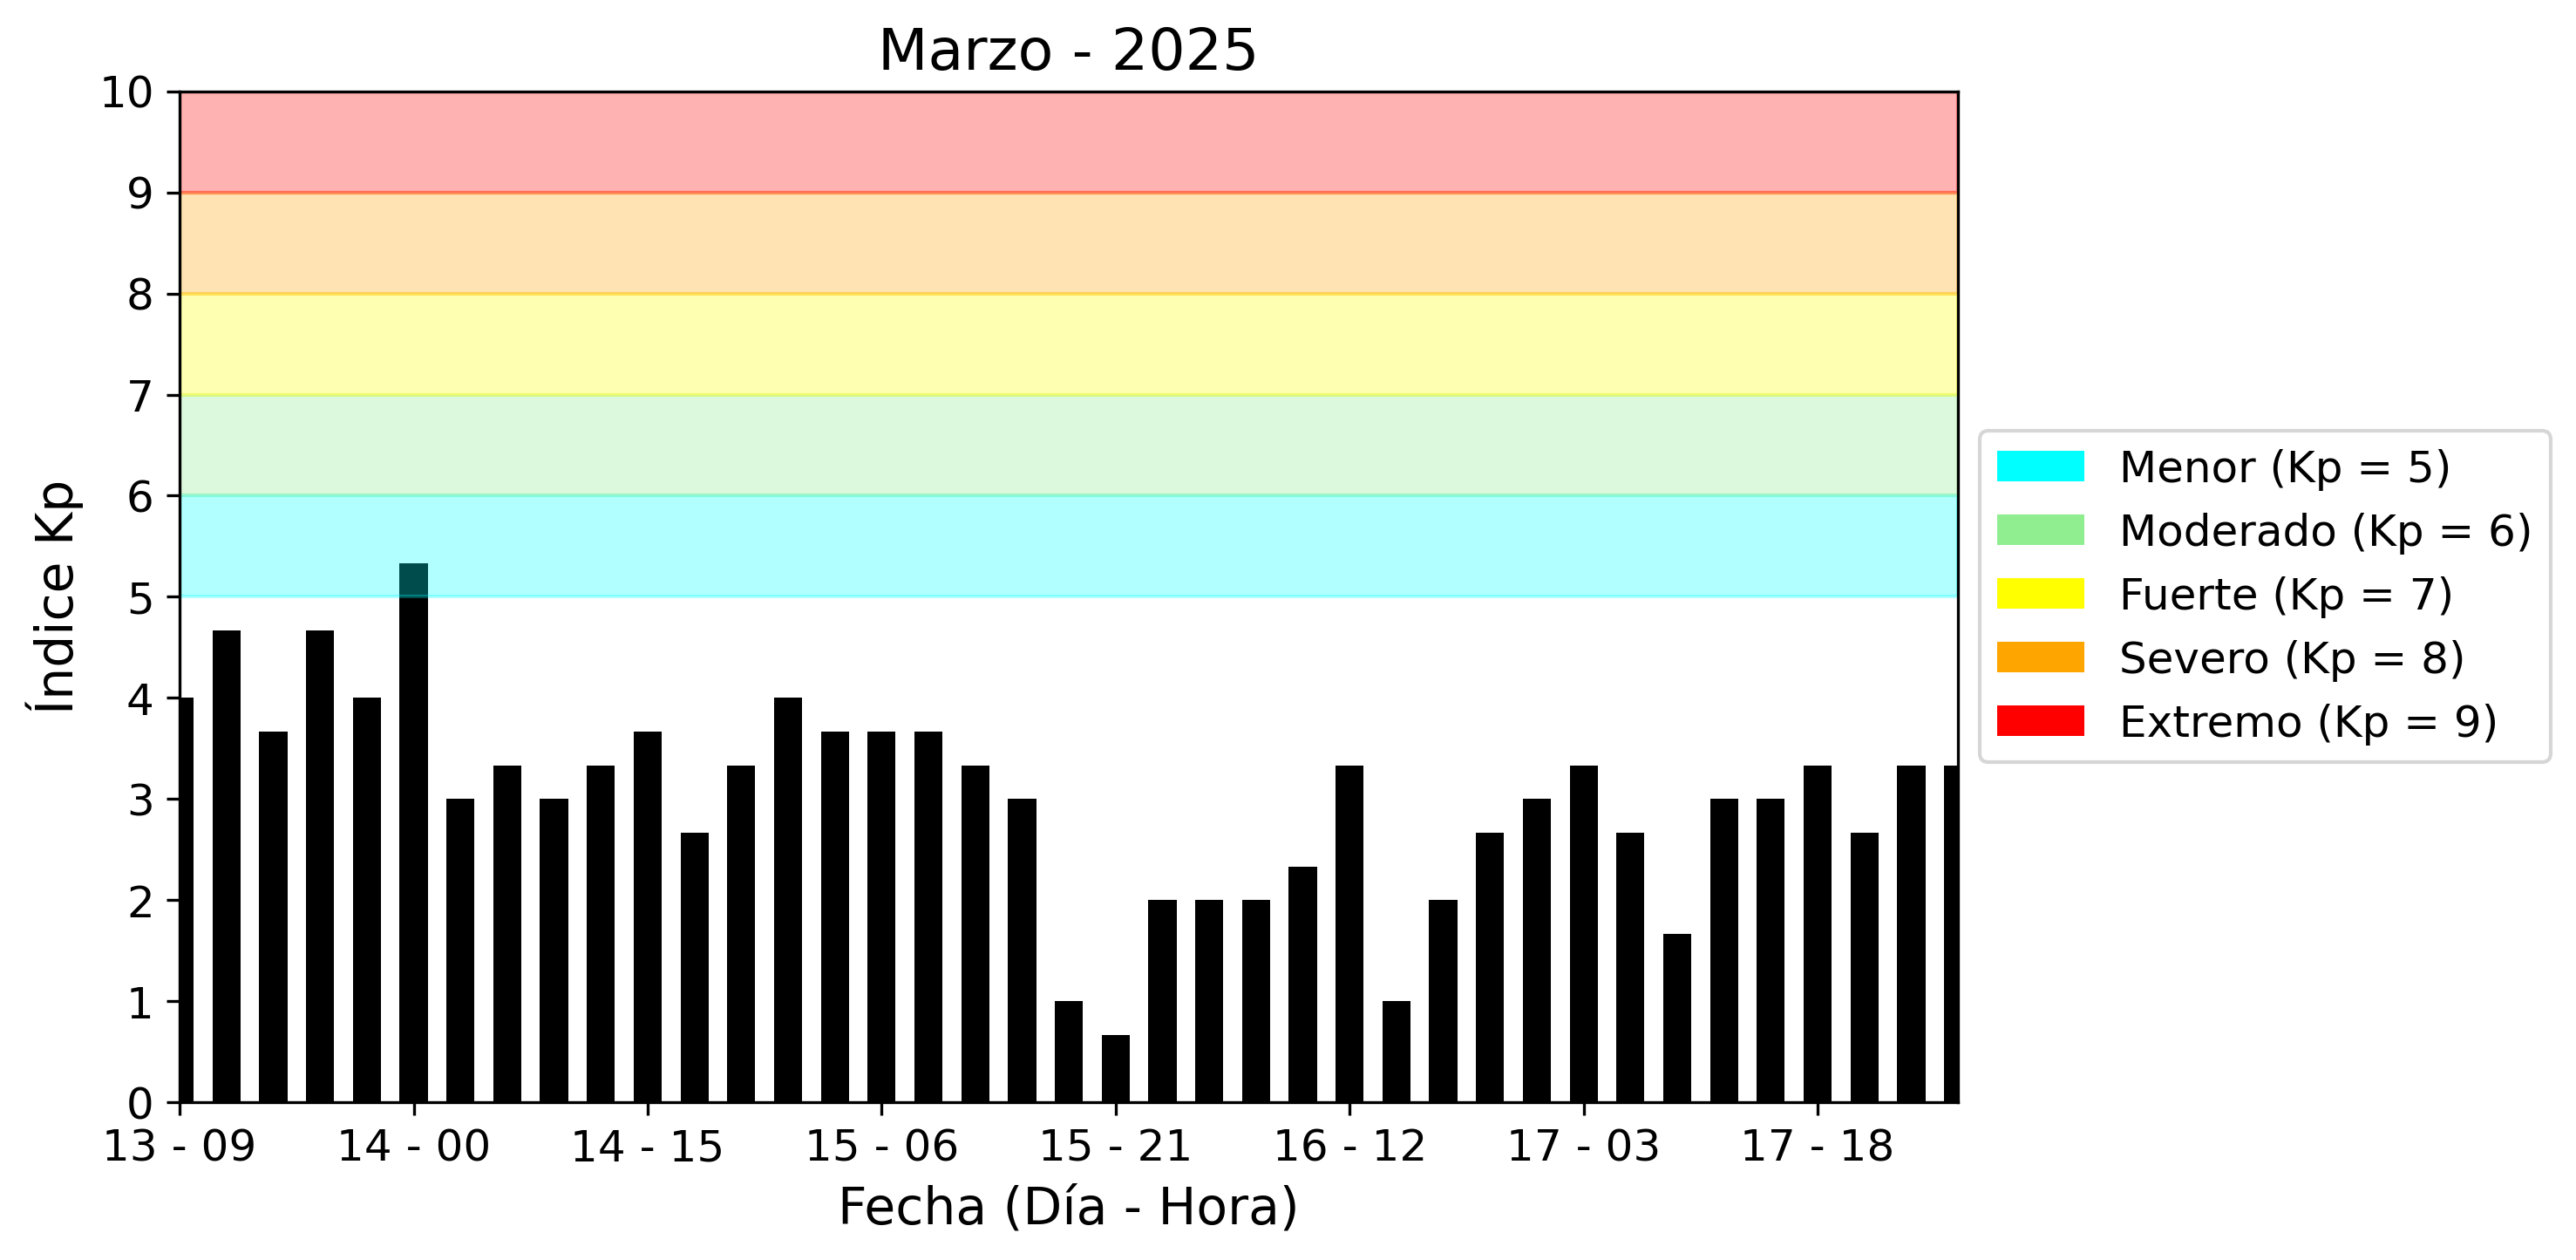 Marzo - 2025
10
9
8
7
6
5
4
3
2
1
0
Índice Kp
13 - 09
14 - 00
14 - 15
15 - 06
15 - 21
16 - 12
17 - 03
17 - 18
Fecha (Día - Hora)
Menor (Kp = 5)
Moderado (Kp = 6)
Fuerte (Kp = 7)
Severo (Kp = 8)
Extremo (Kp = 9)